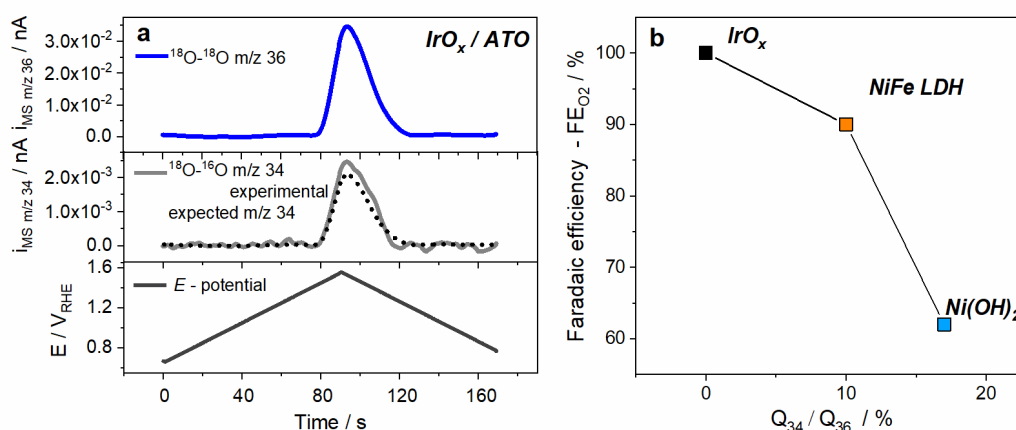 a
IrOx / ATO
18O-18O m/z 36
3.0x10-2
2.0x10-2
1.0x10-2
0.0
iMS m/z 36 / nA
18O-16O m/z 34
experimental
expected m/z 34
2.0x10-3
1.0x10-3
0.0
iMS m/z 34 / nA
E - potential
1.6
1.2
0.8
E / VRHE
0 40 80 120 160
Time / s
b
IrOx
NiFe LDH
Ni(OH)2
100
90
80
70
60
Faradaic efficiency - FEO2 / %
0 10 20
Q34 / Q36 / %